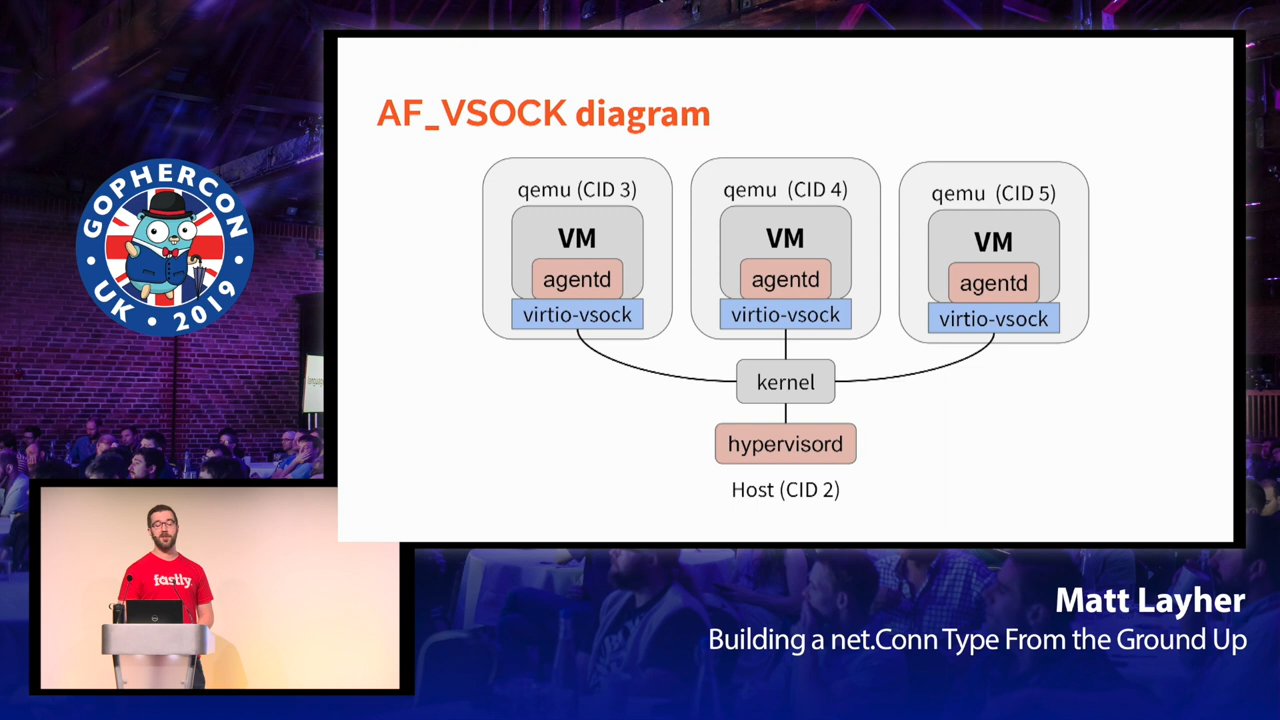 GOPHERCON
UK • 2019
AF_VSOCK diagram
qemu (CID 3)
VM
agentd
virtio-vsock
qemu (CID 4)
VM
agentd
virtio-vsock
qemu (CID 5)
VM
agentd
virtio-vsock
kernel
hypervisord
Host (CID 2)
fastly
Matt Layher
Building a net.Conn Type From the Ground Up